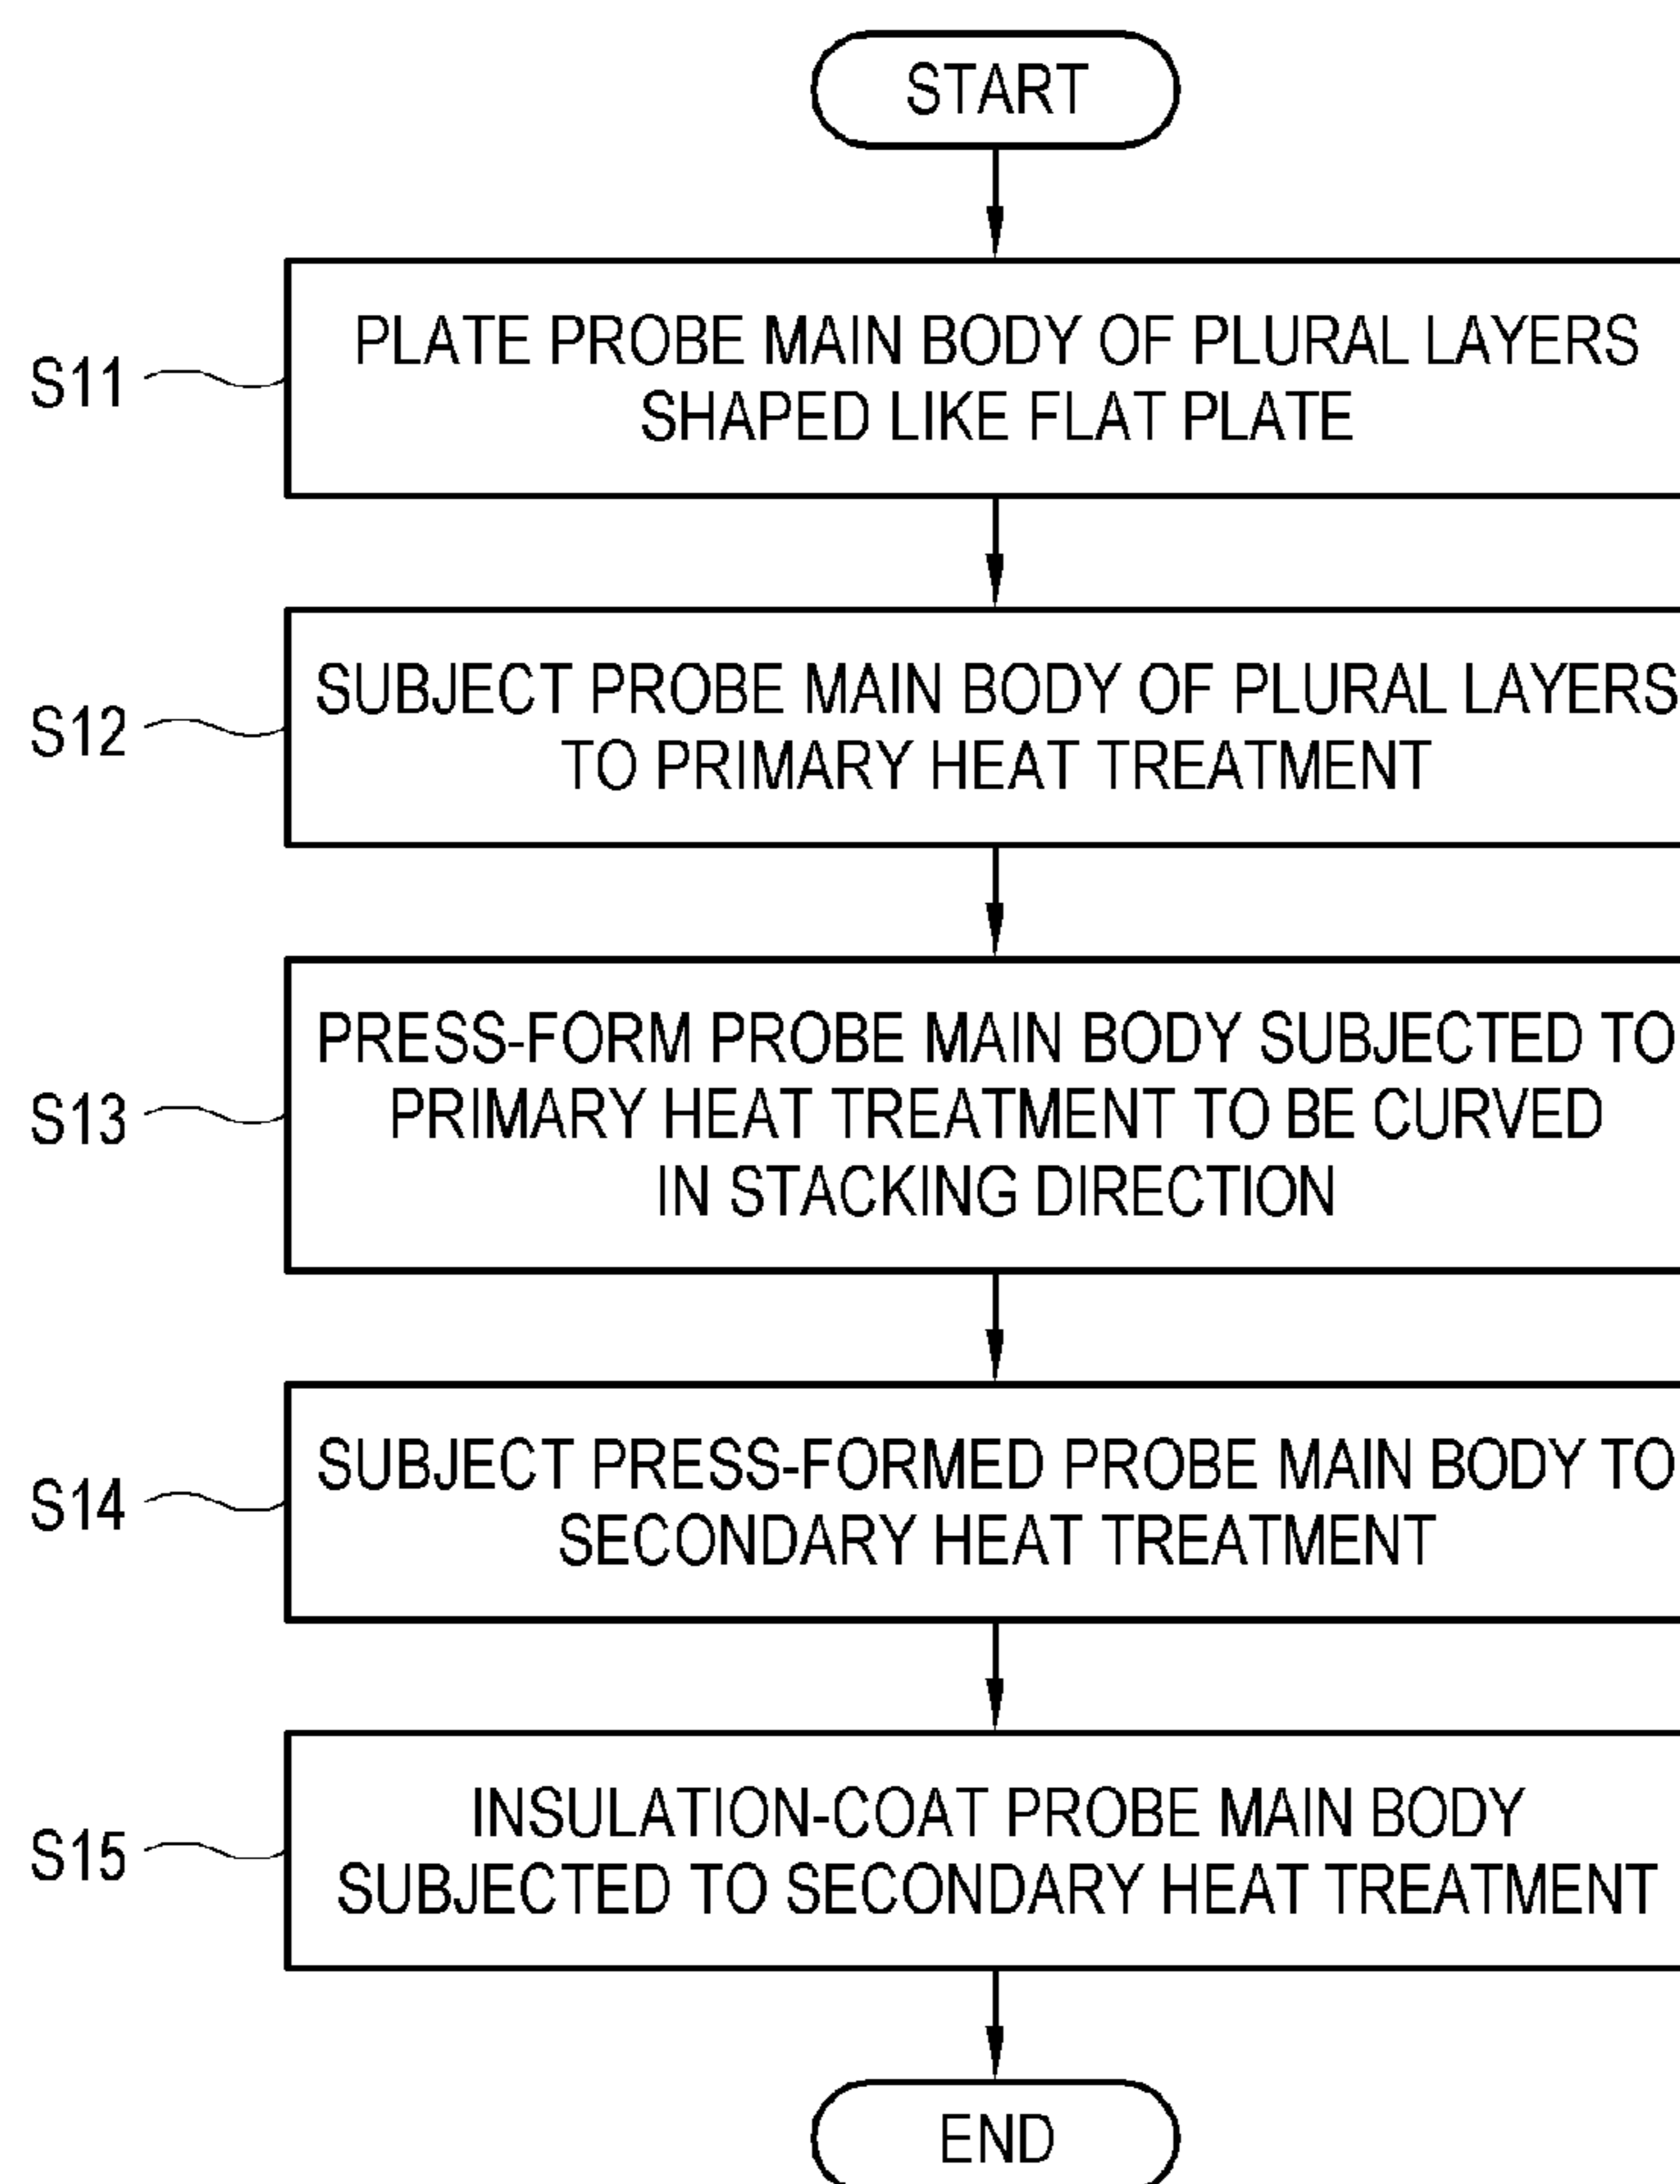 START
S11
PLATE PROBE MAIN BODY OF PLURAL LAYERS
SHAPED LIKE FLAT PLATE
S12
SUBJECT PROBE MAIN BODY OF PLURAL LAYERS
TO PRIMARY HEAT TREATMENT
S13
PRESS-FORM PROBE MAIN BODY SUBJECTED TO
PRIMARY HEAT TREATMENT TO BE CURVED
IN STACKING DIRECTION
S14
SUBJECT PRESS-FORMED PROBE MAIN BODY TO
SECONDARY HEAT TREATMENT
S15
INSULATION-COAT PROBE MAIN BODY
SUBJECTED TO SECONDARY HEAT TREATMENT
END